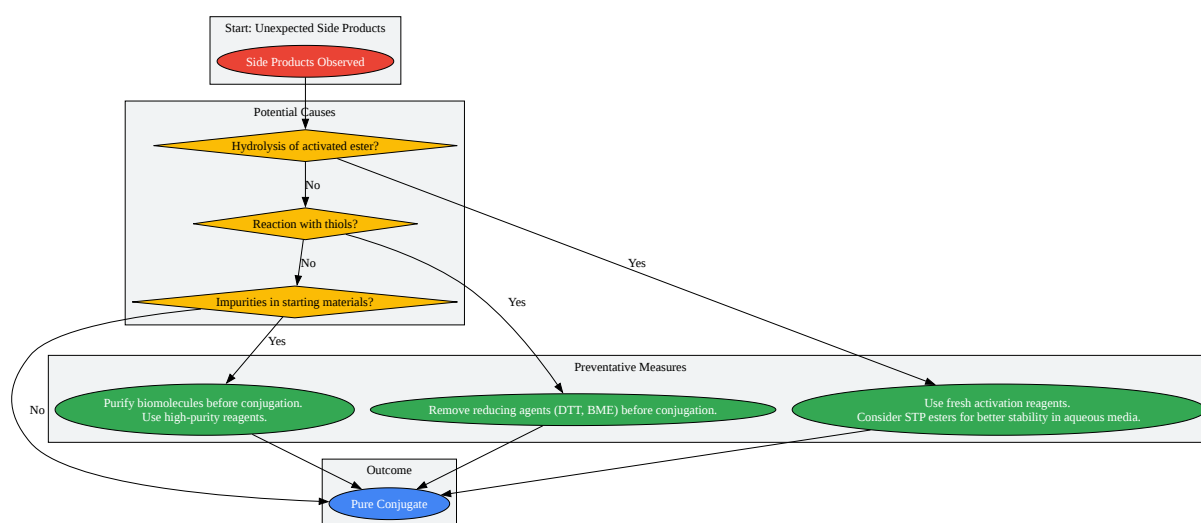 Start: Unexpected Side Products
Side Products Observed
Potential Causes
Hydrolysis of activated ester?
No
Reaction with thiols?
No
Yes
Impurities in starting materials?
Yes
Yes
No
Preventative Measures
Purify biomolecules before conjugation.
Use high-purity reagents.
Remove reducing agents (DTT, BME) before conjugation.
Use fresh activation reagents.
Consider STP esters for better stability in aqueous media.
Outcome
Pure Conjugate